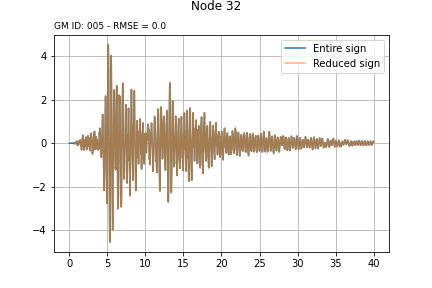 Node 32
GM ID: 005 - RMSE = 0.0
Entire sign
Reduced sign
4
2
0
−2
−4
0 5 10 15 20 25 30 35 40